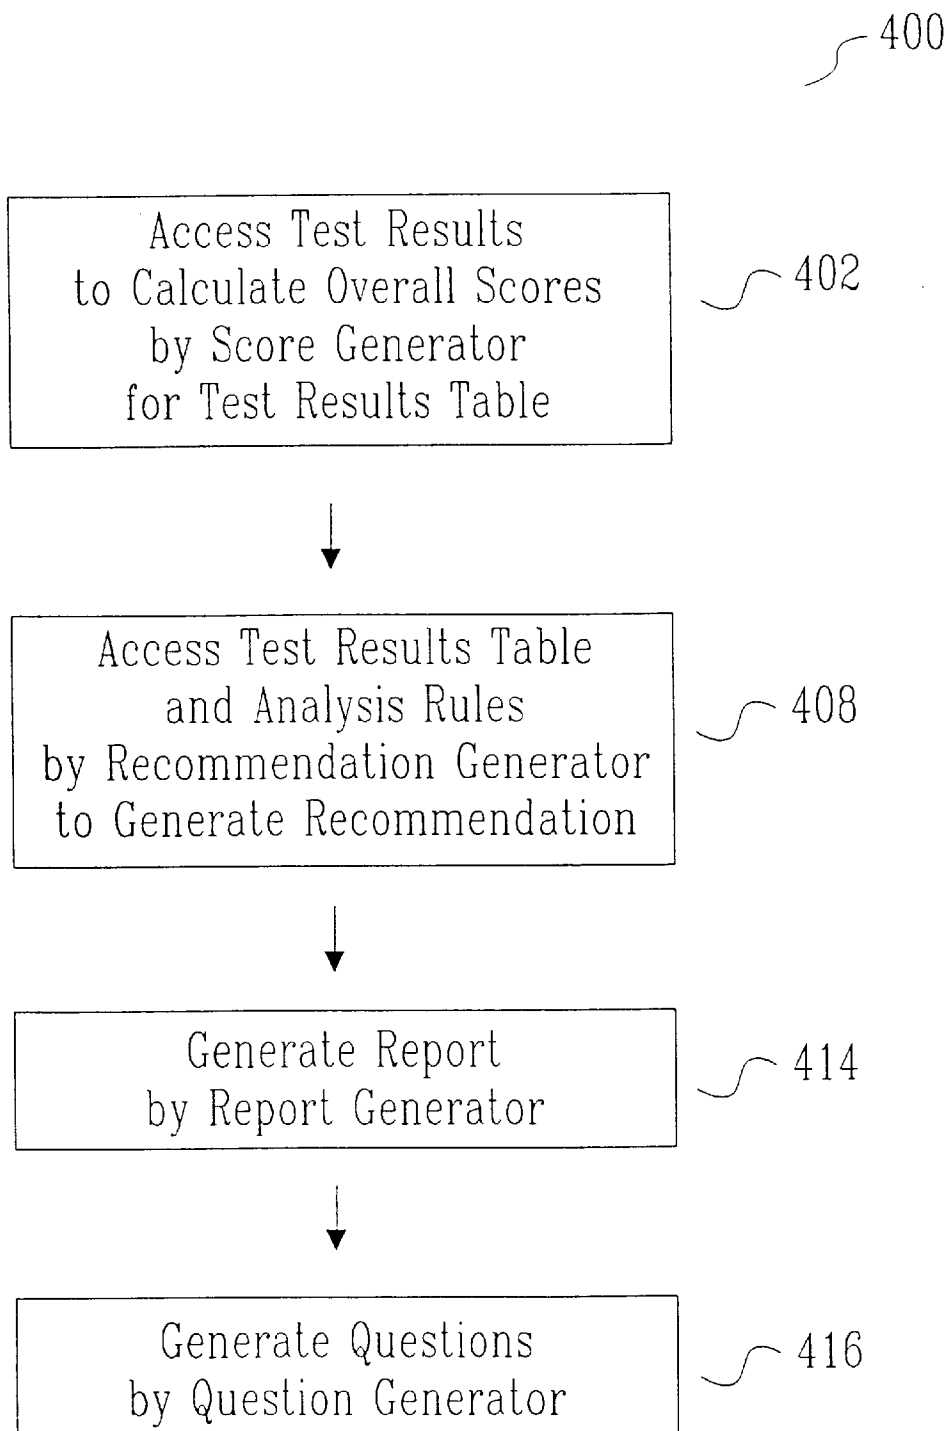 400
Access Test Results
to Calculate Overall Scores
by Score Generator
for Test Results Table
402
Access Test Results Table
and Analysis Rules
by Recommendation Generator
to Generate Recommendation
408
Generate Report
by Report Generator
414
Generate Questions
by Question Generator
416